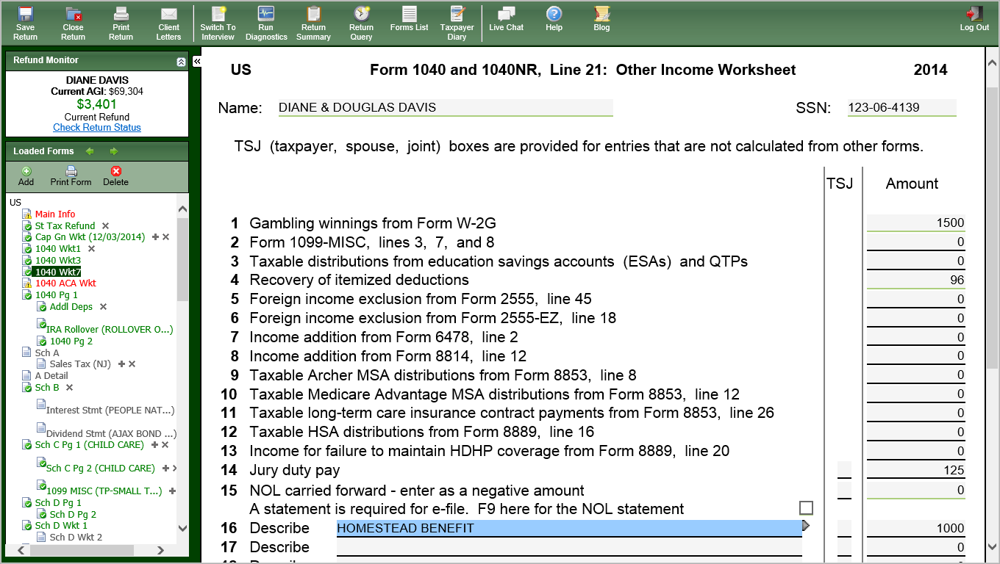 Save Return
Close Return
Print Return
Client Letters
Switch To Interview
Run Diagnostics
Return Summary
Return Query
Forms List
Taxpayer Diary
Live Chat
Help
Blog
Log Out
Refund Monitor
DIANE DAVIS
Current AGI: $69,304
$3,401
Current Refund
Check Return Status
Loaded Forms
Add
Print Form
Delete
US
Main Info
St Tax Refund
Cap Gn Wkt (12/03/2014)
1040 Wkt1
1040 Wkt3
1040 Wkt7
1040 ACA Wkt
1040 Pg 1
Addl Deps
IRA Rollover (ROLLOVER O...)
1040 Pg 2
Sch A
Sales Tax (NJ)
A Detail
Sch B
Interest Stmt (PEOPLE NAT...)
Dividend Stmt (AJAX BOND ...)
Sch C Pg 1 (CHILD CARE)
Sch C Pg 2 (CHILD CARE)
1099 MISC (TP-SMALL T...)
Sch D Pg 1
Sch D Pg 2
Sch D Wkt 1
Sch D Wkt 2
US Form 1040 and 1040NR, Line 21: Other Income Worksheet 2014
Name: DIANE & DOUGLAS DAVIS SSN: 123-06-4139
TSJ (taxpayer, spouse, joint) boxes are provided for entries that are not calculated from other forms.
TSJ Amount
1 Gambling winnings from Form W-2G 1500
2 Form 1099-MISC, lines 3, 7, and 8 0
3 Taxable distributions from education savings accounts (ESAs) and QTPs 0
4 Recovery of itemized deductions 96
5 Foreign income exclusion from Form 2555, line 45 0
6 Foreign income exclusion from Form 2555-EZ, line 18 0
7 Income addition from Form 6478, line 2 0
8 Income addition from Form 8814, line 12 0
9 Taxable Archer MSA distributions from Form 8853, line 8 0
10 Taxable Medicare Advantage MSA distributions from Form 8853, line 12 0
11 Taxable long-term care insurance contract payments from Form 8853, line 26 0
12 Taxable HSA distributions from Form 8889, line 16 0
13 Income for failure to maintain HDHP coverage from Form 8889, line 20 0
14 Jury duty pay 125
15 NOL carried forward - enter as a negative amount 0
A statement is required for e-file. F9 here for the NOL statement
16 Describe HOMESTEAD BENEFIT 1000
17 Describe 0